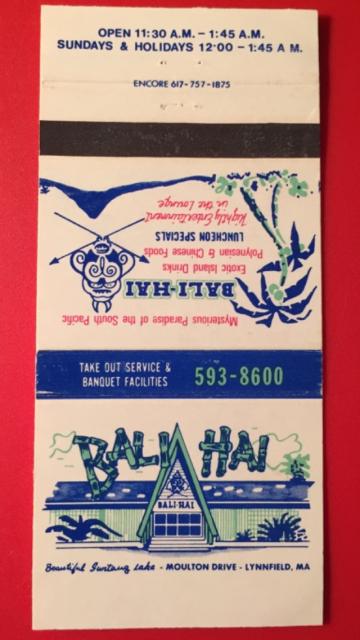 OPEN 11:30 A.M. - 1:45 A.M.
SUNDAYS & HOLIDAYS 12:00 - 1:45 A M.
ENCORE 617-757-1875
Mysterious Paradise of the South Pacific
BALI-HAI
Exotic Island Drinks
Polynesian & Chinese Foods
LUNCHEON SPECIALS
Nightly Entertainment
in the Lounge
TAKE OUT SERVICE &
BANQUET FACILITIES
593-8600
BALI HAI
BALI-HAI
Beautiful Suntaug Lake - MOULTON DRIVE - LYNNFIELD, MA